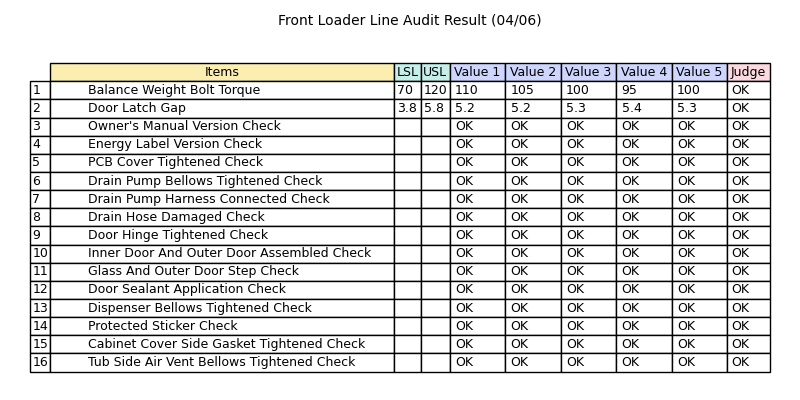 Front Loader Line Audit Result (04/06)
Items LSL USL Value 1 Value 2 Value 3 Value 4 Value 5 Judge
1 Balance Weight Bolt Torque 70 120 110 105 100 95 100 OK
2 Door Latch Gap 3.8 5.8 5.2 5.2 5.3 5.4 5.3 OK
3 Owner's Manual Version Check OK OK OK OK OK OK
4 Energy Label Version Check OK OK OK OK OK OK
5 PCB Cover Tightened Check OK OK OK OK OK OK
6 Drain Pump Bellows Tightened Check OK OK OK OK OK OK
7 Drain Pump Harness Connected Check OK OK OK OK OK OK
8 Drain Hose Damaged Check OK OK OK OK OK OK
9 Door Hinge Tightened Check OK OK OK OK OK OK
10 Inner Door And Outer Door Assembled Check OK OK OK OK OK OK
11 Glass And Outer Door Step Check OK OK OK OK OK OK
12 Door Sealant Application Check OK OK OK OK OK OK
13 Dispenser Bellows Tightened Check OK OK OK OK OK OK
14 Protected Sticker Check OK OK OK OK OK OK
15 Cabinet Cover Side Gasket Tightened Check OK OK OK OK OK OK
16 Tub Side Air Vent Bellows Tightened Check OK OK OK OK OK OK